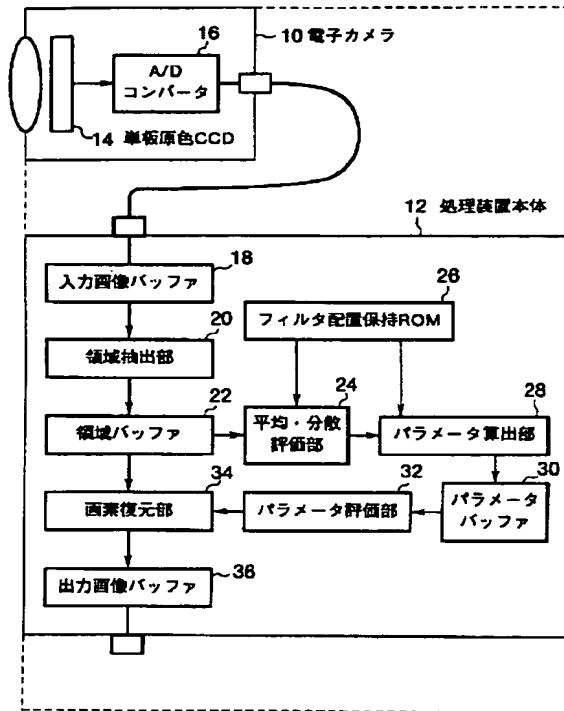 16
10 電子カメラ
A/D
コンバータ
14 単板原色CCD
12 処理装置本体
18
入力画像バッファ
26
フィルタ配置保持ROM
20
領域抽出部
22
領域バッファ
24
平均・分散
評価部
28
パラメータ算出部
30
パラメータ
バッファ
32
パラメータ評価部
34
画素復元部
36
出力画像バッファ